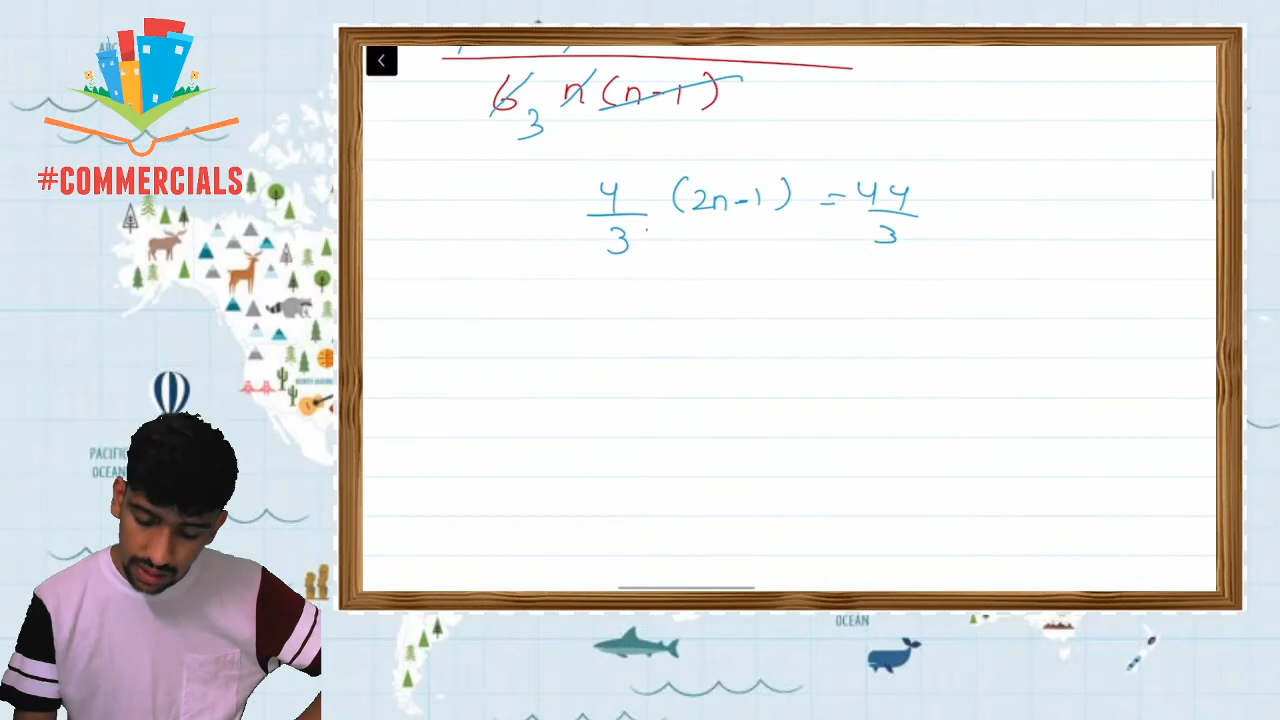 6 n (n-1)
3
4/3 (2n-1) = 44/3
#COMMERCIALS
PACIFIC
OCEAN
OCEAN